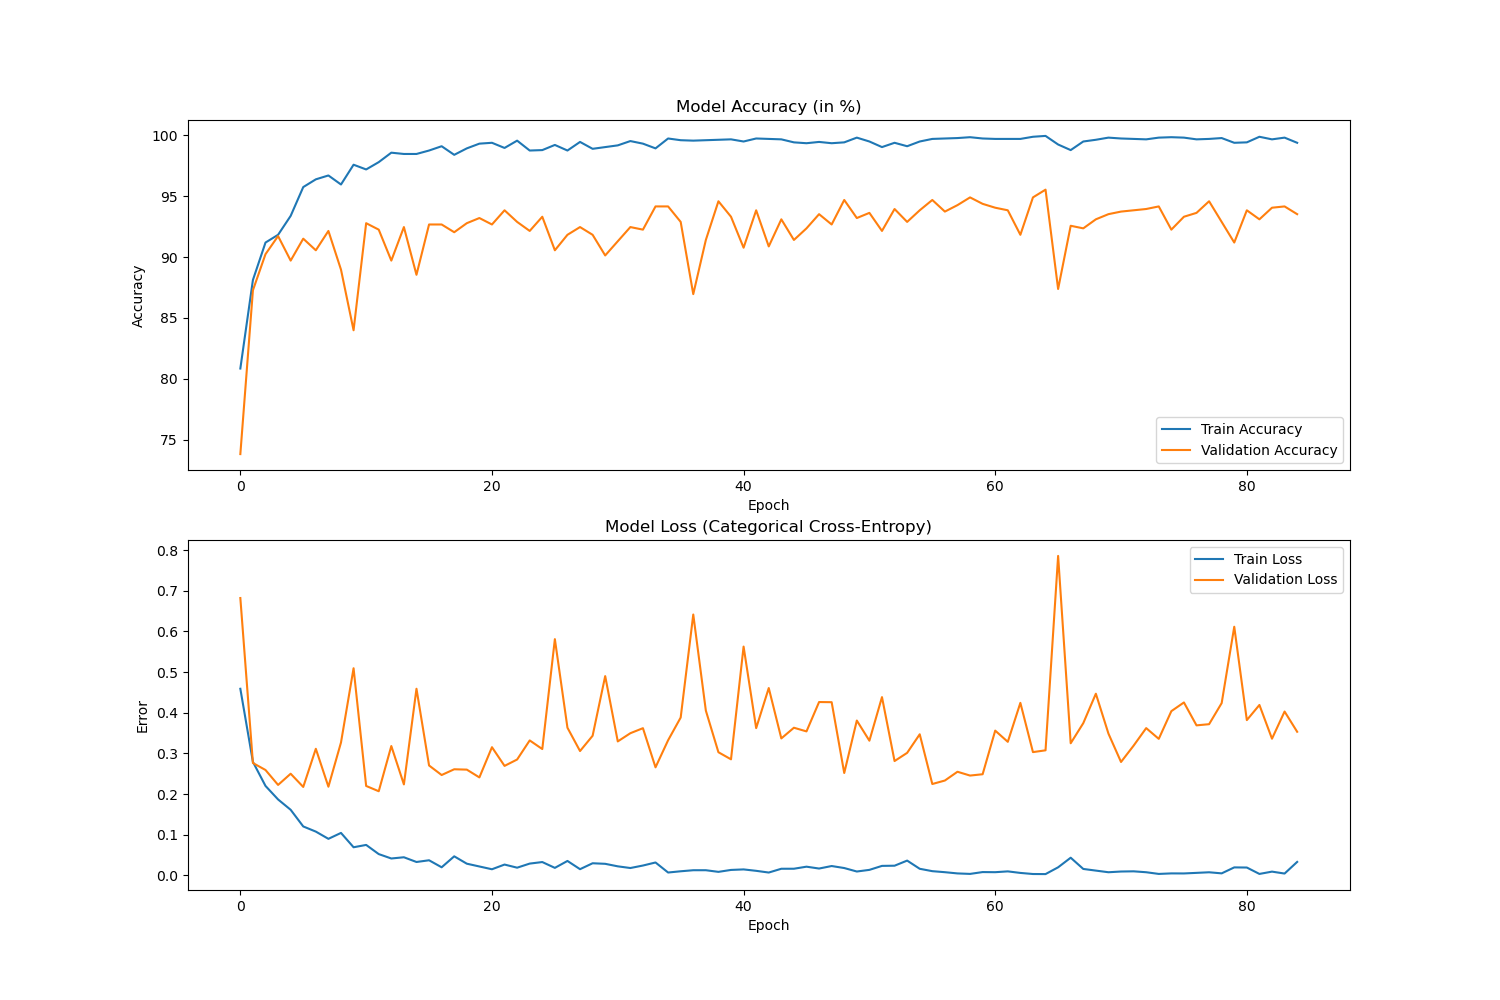 Model Accuracy (in %)
Accuracy
100
95
90
85
80
75
Train Accuracy
Validation Accuracy
0 20 40 60 80
Epoch
Model Loss (Categorical Cross-Entropy)
Error
0.8
0.7
0.6
0.5
0.4
0.3
0.2
0.1
0.0
Train Loss
Validation Loss
0 20 40 60 80
Epoch